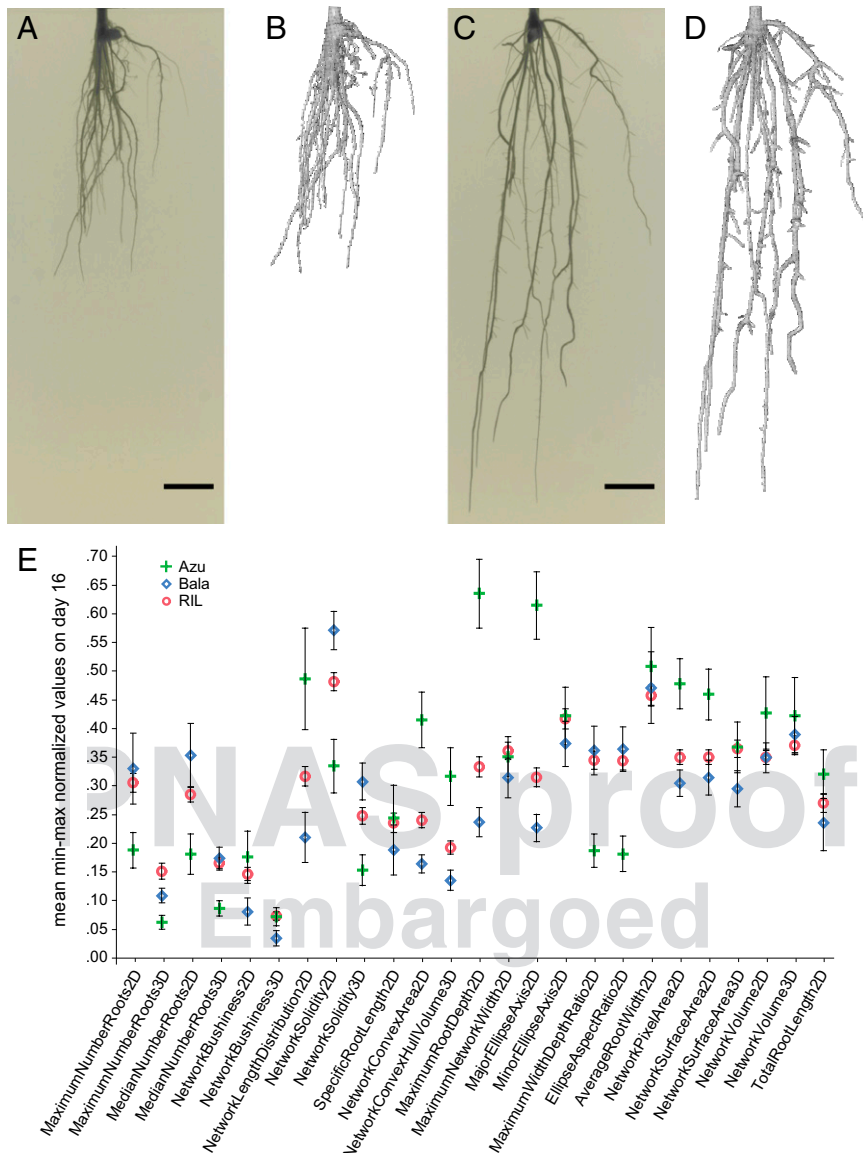 A
B
C
D
E
mean min-max normalized values on day 16
.70
.65
.60
.55
.50
.45
.40
.35
.30
.25
.20
.15
.10
.05
.00
Azu
Bala
RIL
PNAS proof
Embargoed
MaximumNumberRoots2D
MaximumNumberRoots3D
MedianNumberRoots2D
MedianNumberRoots3D
NetworkBushiness2D
NetworkBushiness3D
NetworkLengthDistribution2D
NetworkSolidity2D
NetworkSolidity3D
SpecificRootLength2D
NetworkConvexArea2D
NetworkConvexHullVolume3D
MaximumRootDepth2D
MaximumNetworkWidth2D
MajorEllipseAxis2D
MinorEllipseAxis2D
MaximumWidthDepthRatio2D
EllipseAspectRatio2D
AverageRootWidth2D
NetworkPixelArea2D
NetworkSurfaceArea2D
NetworkSurfaceArea3D
NetworkVolume2D
NetworkVolume3D
TotalRootLength2D